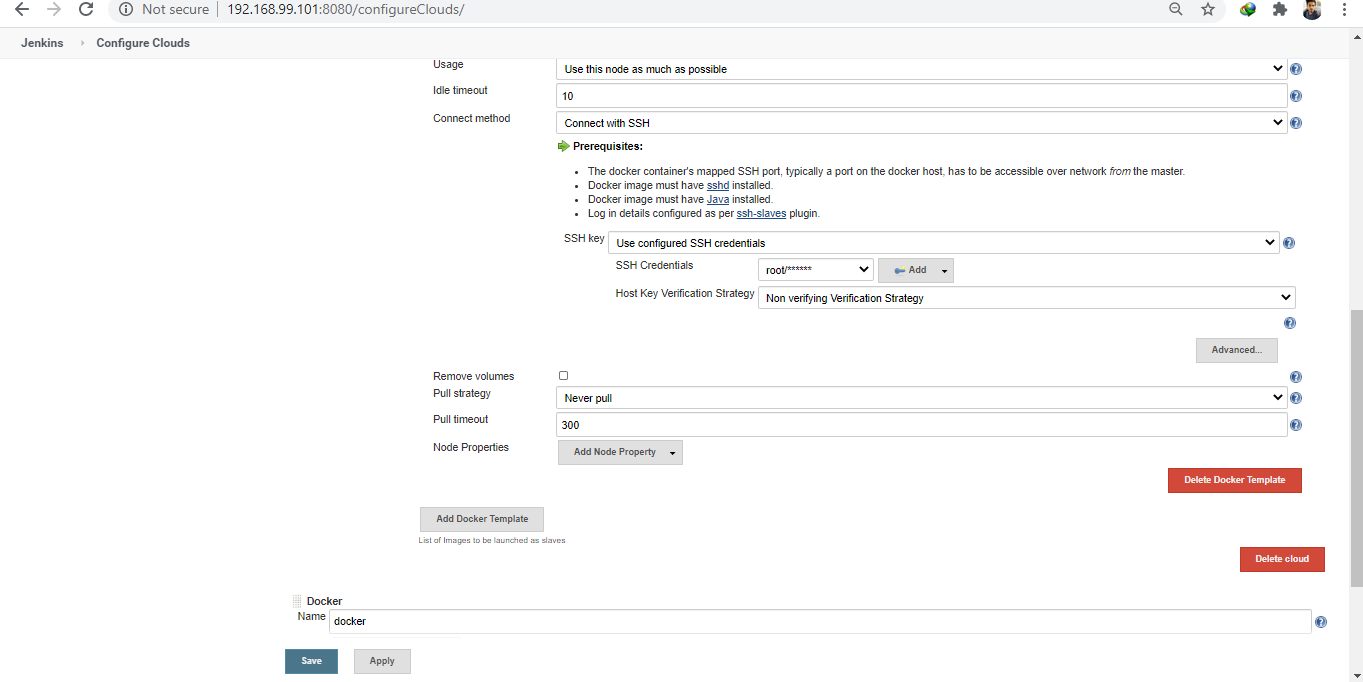 Not secure | 192.168.99.101:8080/configureClouds/
Jenkins Configure Clouds
Usage Use this node as much as possible
Idle timeout 10
Connect method Connect with SSH
Prerequisites:
• The docker container's mapped SSH port, typically a port on the docker host, has to be accessible over network from the master.
• Docker image must have sshd installed.
• Docker image must have Java installed.
• Log in details configured as per ssh-slaves plugin.
SSH key Use configured SSH credentials
SSH Credentials root/****** Add
Host Key Verification Strategy Non verifying Verification Strategy
Advanced...
Remove volumes
Pull strategy Never pull
Pull timeout 300
Node Properties Add Node Property
Delete Docker Template
Add Docker Template
List of Images to be launched as slaves
Delete cloud
Docker
Name docker
Save Apply